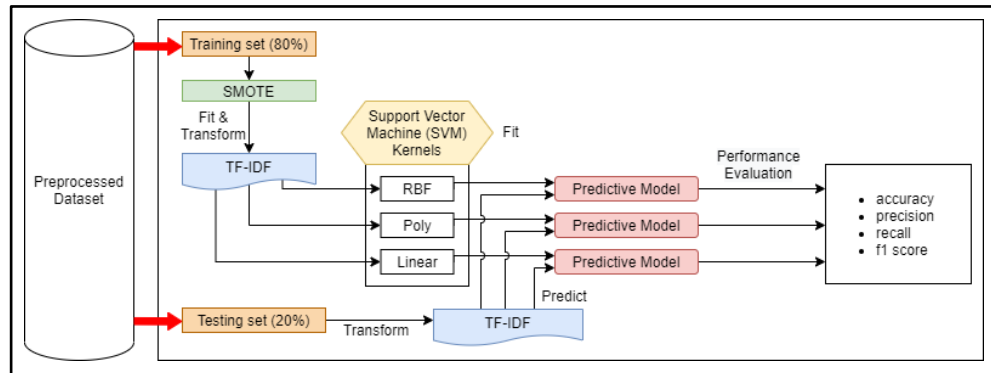 Preprocessed
Dataset
Training set (80%)
SMOTE
Fit &
Transform
TF-IDF
Support Vector
Machine (SVM)
Kernels
Fit
RBF
Poly
Linear
Predictive Model
Predictive Model
Predictive Model
Performance
Evaluation
• accuracy
• precision
• recall
• f1 score
Testing set (20%)
Transform
TF-IDF
Predict